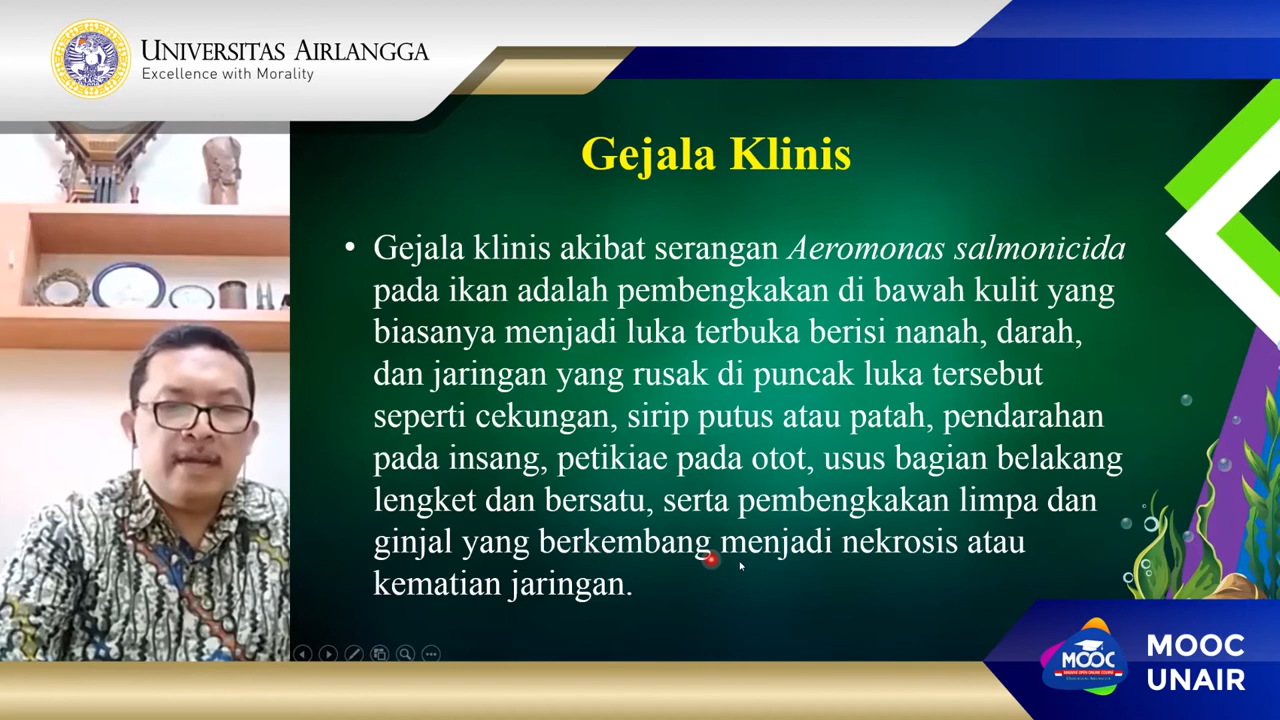 UNIVERSITAS AIRLANGGA
Excellence with Morality
Gejala Klinis
• Gejala klinis akibat serangan Aeromonas salmonicida
pada ikan adalah pembengkakan di bawah kulit yang
biasanya menjadi luka terbuka berisi nanah, darah,
dan jaringan yang rusak di puncak luka tersebut
seperti cekungan, sirip putus atau patah, pendarahan
pada insang, petikiae pada otot, usus bagian belakang
lengket dan bersatu, serta pembengkakan limpa dan
ginjal yang berkembang menjadi nekrosis atau
kematian jaringan.
MOOC
MOOC
UNAIR